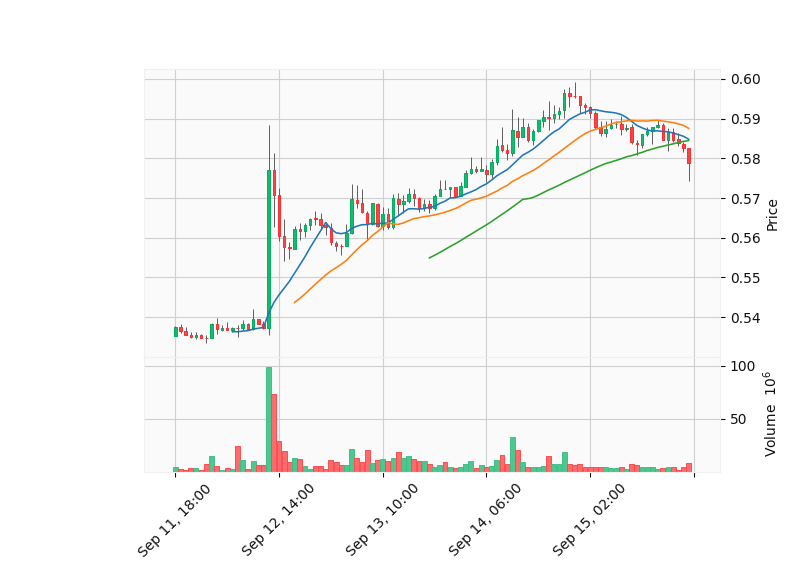 0.60
0.59
0.58
0.57
0.56
0.55
0.54
Price
100
50
Volume 10^6
Sep 11, 18:00
Sep 12, 14:00
Sep 13, 10:00
Sep 14, 06:00
Sep 15, 02:00